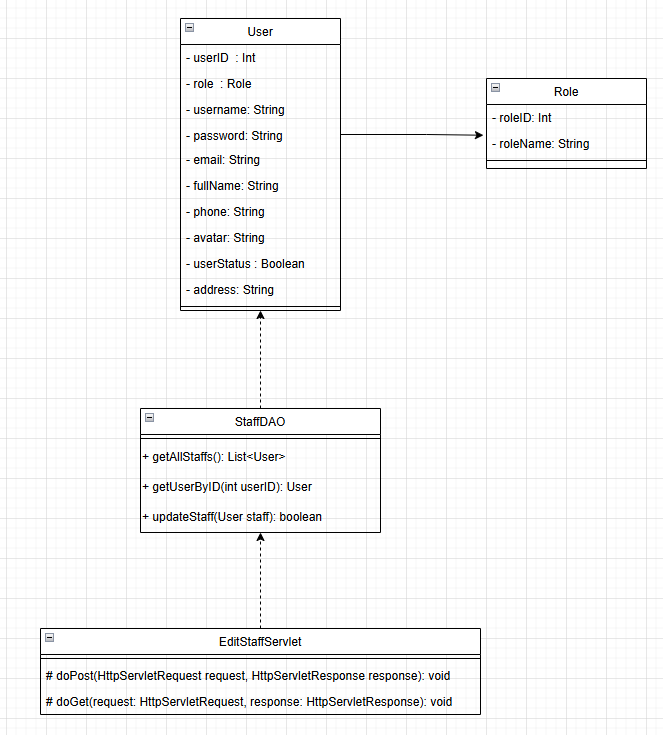 User
- userID : Int
- role : Role
- username: String
- password: String
- email: String
- fullName: String
- phone: String
- avatar: String
- userStatus : Boolean
- address: String
Role
- roleID: Int
- roleName: String
StaffDAO
+ getAllStaffs(): List<User>
+ getUserByID(int userID): User
+ updateStaff(User staff): boolean
EditStaffServlet
# doPost(HttpServletRequest request, HttpServletResponse response): void
# doGet(request: HttpServletRequest, response: HttpServletResponse): void